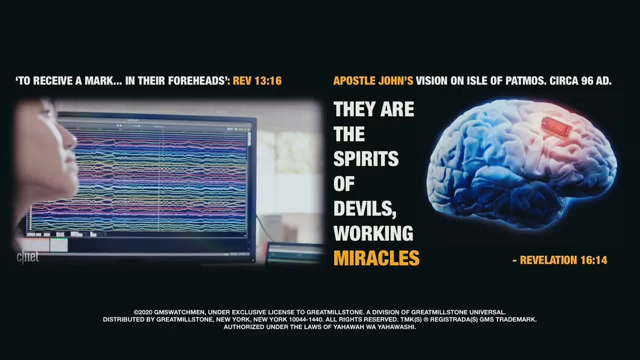 'TO RECEIVE A MARK... IN THEIR FOREHEADS': REV 13:16
APOSTLE JOHN'S VISION ON ISLE OF PATMOS. CIRCA 96 AD.
THEY ARE
THE
SPIRITS
OF
DEVILS,
WORKING
MIRACLES
- REVELATION 16:14
c|net
©2020 GMSWATCHMEN, UNDER EXCLUSIVE LICENSE TO GREATMILLSTONE. A DIVISION OF GREATMILLSTONE UNIVERSAL.
DISTRIBUTED BY GREATMILLSTONE, NEW YORK, NEW YORK 10044-1440. ALL RIGHTS RESERVED. TMK(S) ® REGISTRADA(S) GMS TRADEMARK.
AUTHORIZED UNDER THE LAWS OF YAHAWAH WA YAHAWASHI.